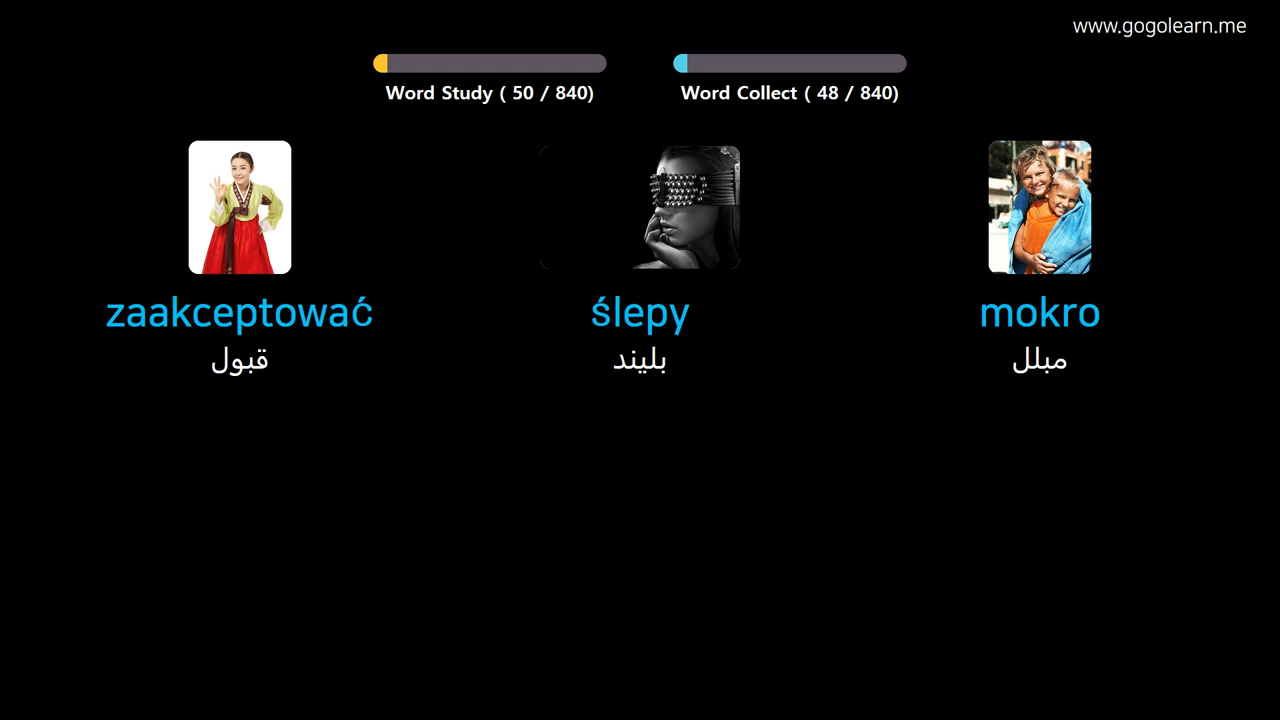 www.gogolearn.me
Word Study ( 50 / 840)
Word Collect ( 48 / 840)
zaakceptować
قبول
ślepy
بليند
mokro
مبلل